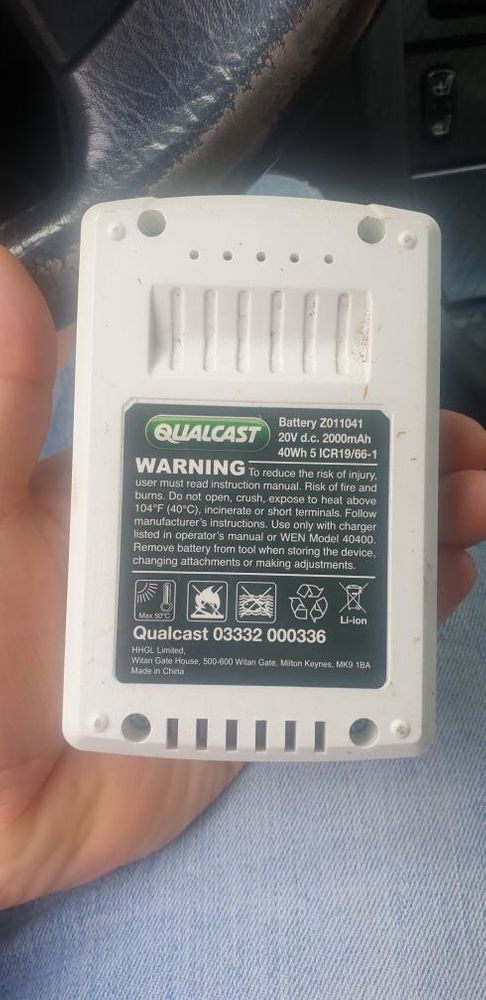 QUALCAST
Battery Z011041
20V d.c. 2000mAh
40Wh 5 ICR19/66-1
WARNING To reduce the risk of injury,
user must read instruction manual. Risk of fire and
burns. Do not open, crush, expose to heat above
104°F (40°C), incinerate or short terminals. Follow
manufacturer's instructions. Use only with charger
listed in operator's manual or WEN Model 40400.
Remove battery from tool when storing the device,
changing attachments or making adjustments.
Max 50°C
Li-ion
Qualcast 03332 000336
HHGL Limited,
Witan Gate House, 500-600 Witan Gate, Milton Keynes, MK9 1BA
Made in China